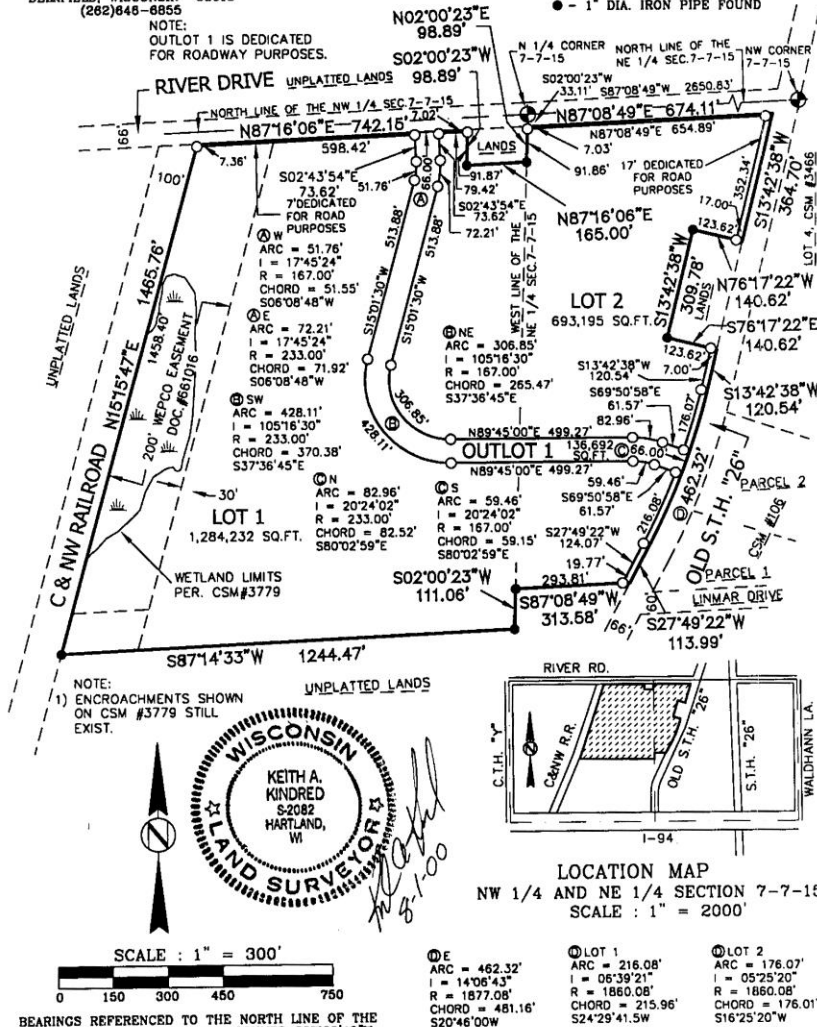 (262)646-6855
NOTE:
OUTLOT 1 IS DEDICATED
FOR ROADWAY PURPOSES.
● - 1" DIA. IRON PIPE FOUND
N02°00'23"E
98.89'
S02°00'23"W
98.89'
N 1/4 CORNER
7-7-15
NORTH LINE OF THE
NE 1/4 SEC.7-7-15
NW CORNER
7-7-15
RIVER DRIVE
UNPLATTED LANDS
S02°00'23"W
33.11'
S87°08'49"W 2650.83'
NORTH LINE OF THE NW 1/4 SEC.7-7-15
7.02'
66'
N87°16'06"E 742.15'
598.42'
N87°08'49"E 674.11'
N87°08'49"E 654.89'
7.36'
LANDS
7.03'
100'
S02°43'54"E
73.62'
51.76'
7'DEDICATED
FOR ROAD
PURPOSES
66.00'
Ⓐ
91.87'
79.42'
S02°43'54"E
73.62'
72.21'
91.86'
17' DEDICATED
FOR ROAD
PURPOSES
N87°16'06"E
165.00'
352.34'
17.00'
S13°42'38"W
364.70'
LOT 4, CSM #3466
123.62'
N76°17'22"W
140.62'
UNPLATTED LANDS
1465.76'
1458.40'
C & NW RAILROAD N15°15'47"E
200' WEPCO EASEMENT
DOC.#661016
Ⓐ W
ARC = 51.76'
I = 17°45'24"
R = 167.00'
CHORD = 51.55'
S06°08'48"W
Ⓐ E
ARC = 72.21'
I = 17°45'24"
R = 233.00'
CHORD = 71.92'
S06°08'48"W
513.88'
513.88'
S15°01'30"W
S15°01'30"W
WEST LINE OF THE
NE 1/4 SEC.7-7-15
LOT 2
693,195 SQ.FT.
S13°42'38"W
309.78'
LANDS
S76°17'22"E
140.62'
123.62'
7.00'
Ⓑ NE
ARC = 306.85'
I = 105°16'30"
R = 167.00'
CHORD = 265.47'
S37°36'45"E
S13°42'38"W
120.54'
S13°42'38"W
120.54'
Ⓑ SW
ARC = 428.11'
I = 105°16'30"
R = 233.00'
CHORD = 370.38'
S37°36'45"E
306.85'
Ⓑ
428.11'
S69°50'58"E
61.57'
82.96'
176.07'
N89°45'00"E 499.27'
OUTLOT 1
136,692
SQ.FT.
Ⓒ
66.00'
N89°45'00"E 499.27'
59.46'
S69°50'58"E
61.57'
Ⓓ 462.32'
OLD S.T.H. "26"
PARCEL 2
CSM #106
PARCEL 1
LINMAR DRIVE
30'
LOT 1
1,284,232 SQ.FT.
Ⓒ N
ARC = 82.96'
I = 20°24'02"
R = 233.00'
CHORD = 82.52'
S80°02'59"E
Ⓒ S
ARC = 59.46'
I = 20°24'02"
R = 167.00'
CHORD = 59.15'
S80°02'59"E
S27°49'22"W
124.07'
216.08'
19.77'
293.81'
WETLAND LIMITS
PER. CSM#3779
S02°00'23"W
111.06'
S87°08'49"W
313.58'
60'
66'
S27°49'22"W
113.99'
S87°14'33"W 1244.47'
NOTE:
1) ENCROACHMENTS SHOWN
ON CSM #3779 STILL
EXIST.
UNPLATTED LANDS
WISCONSIN
KEITH A.
KINDRED
S-2082
HARTLAND,
WI
LAND SURVEYOR
8-1-00
RIVER RD.
C.T.H. "Y"
C&NW R.R.
OLD S.T.H. "26"
S.T.H. "26"
WALDHANN LA.
I-94
LOCATION MAP
NW 1/4 AND NE 1/4 SECTION 7-7-15
SCALE : 1" = 2000'
SCALE : 1" = 300'
0 150 300 450 750
BEARINGS REFERENCED TO THE NORTH LINE OF THE
Ⓓ E
ARC = 462.32'
I = 14°06'43"
R = 1877.08'
CHORD = 481.16'
S20°46'00W
Ⓓ LOT 1
ARC = 216.08'
I = 06°39'21"
R = 1860.08'
CHORD = 215.96'
S24°29'41.5W
Ⓓ LOT 2
ARC = 176.07'
I = 05°25'20"
R = 1860.08'
CHORD = 176.01'
S16°25'20"W